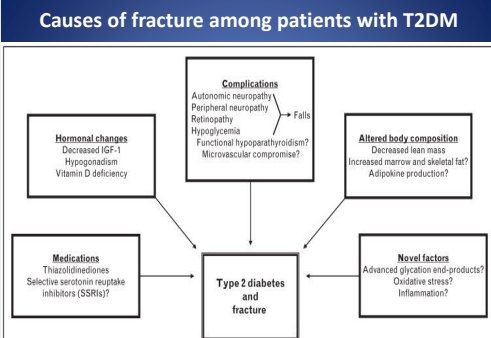 Causes of fracture among patients with T2DM
Complications
Autonomic neuropathy
Peripheral neuropathy
Retinopathy
Hypoglycemia
Falls
Functional hypoparathyroidism?
Microvascular compromise?
Hormonal changes
Decreased IGF-1
Hypogonadism
Vitamin D deficiency
Altered body composition
Decreased lean mass
Increased marrow and skeletal fat?
Adipokine production?
Medications
Thiazolidinediones
Selective serotonin reuptake
inhibitors (SSRIs)?
Type 2 diabetes
and
fracture
Novel factors
Advanced glycation end-products?
Oxidative stress?
Inflammation?